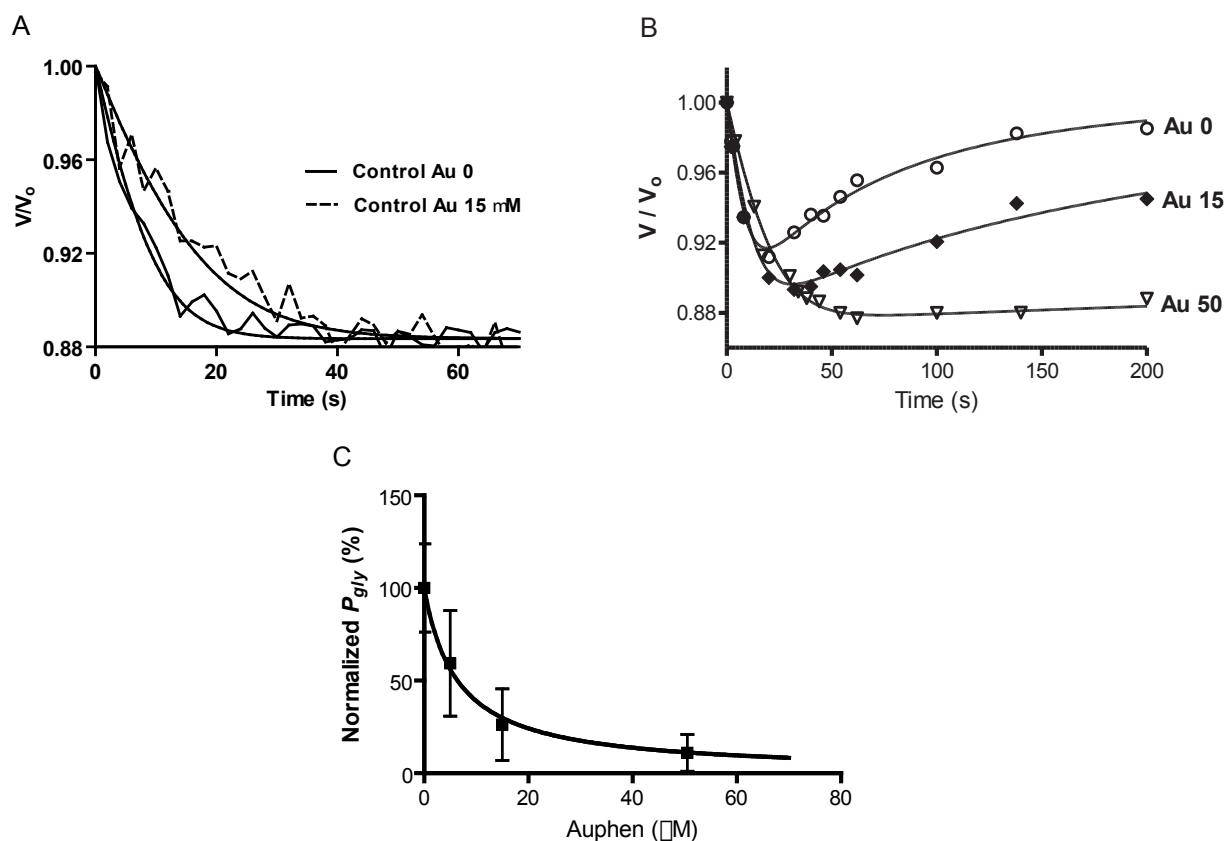 A
V/Vo
1.00
0.96
0.92
0.88
Control Au 0
Control Au 15 mM
0
20
40
60
Time (s)
B
V / Vo
1.00
0.96
0.92
0.88
Au 0
Au 15
Au 50
0
50
100
150
200
Time (s)
C
Normalized Pgly (%)
150
100
50
0
0
20
40
60
80
Auphen (□M)